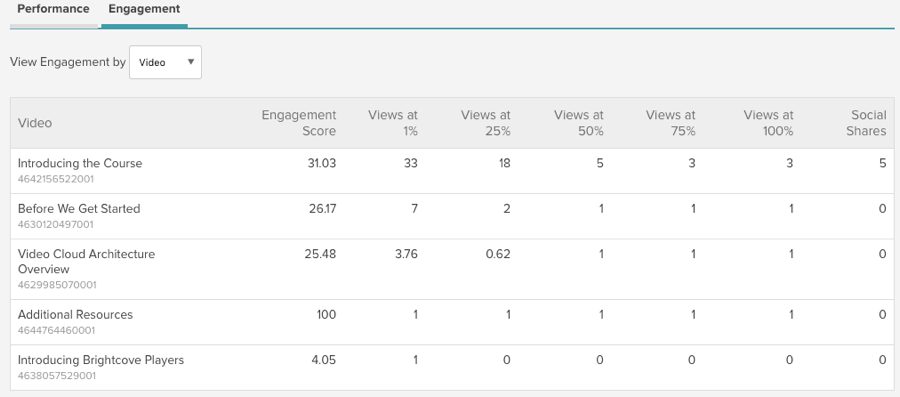 Performance Engagement
View Engagement by Video
Video Engagement Score Views at 1% Views at 25% Views at 50% Views at 75% Views at 100% Social Shares
Introducing the Course 31.03 33 18 5 3 3 5
4642156522001
Before We Get Started 26.17 7 2 1 1 1 0
4630120497001
Video Cloud Architecture 25.48 3.76 0.62 1 1 1 0
Overview
4629985070001
Additional Resources 100 1 1 1 1 1 0
4644764460001
Introducing Brightcove Players 4.05 1 0 0 0 0 0
4638057529001